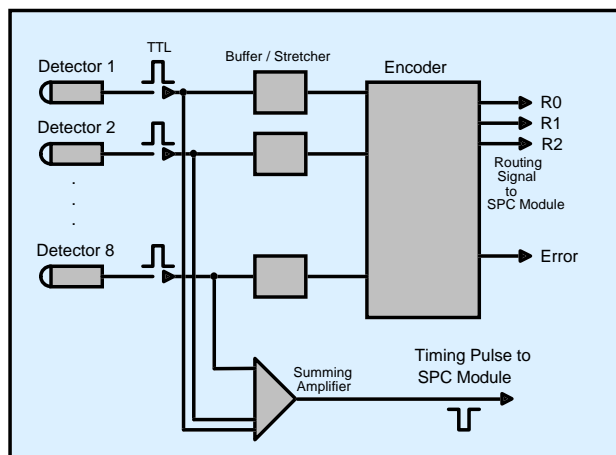 TTL
Buffer / Stretcher
Detector 1
Encoder
R0
R1
Detector 2
R2
Routing
Signal
to
SPC Module
.
.
.
Detector 8
Error
Timing Pulse to
SPC Module
Summing
Amplifier